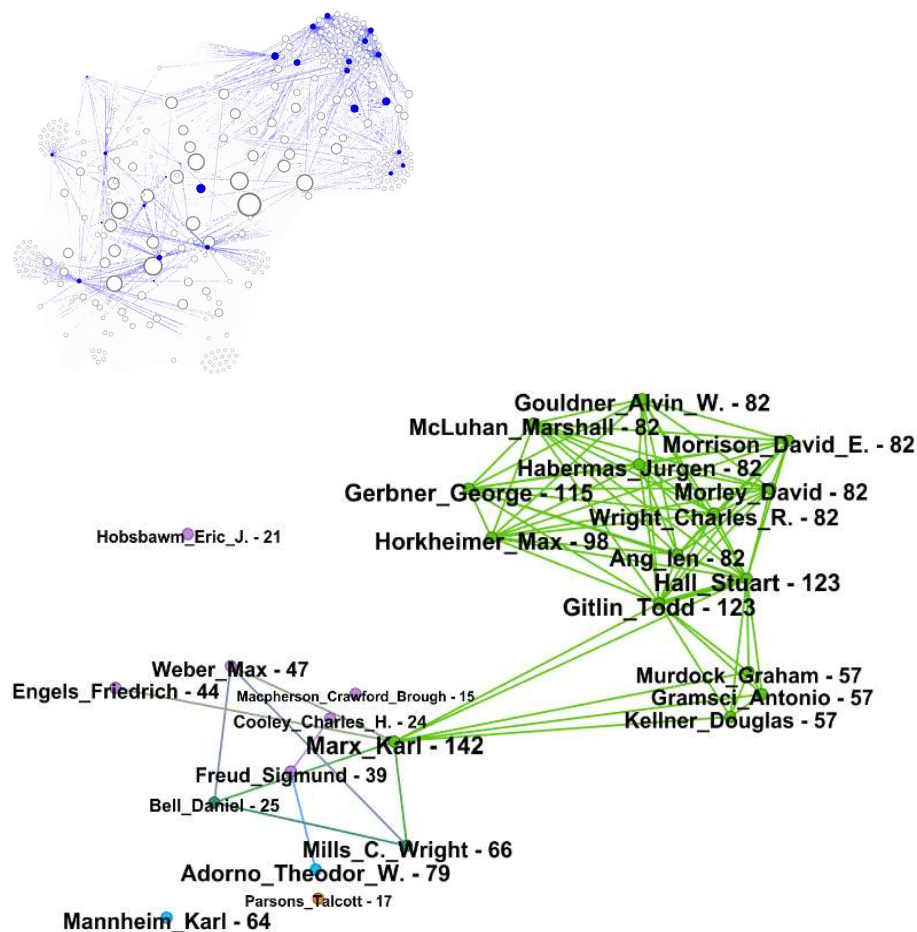 Gouldner_Alvin_W. - 82
McLuhan_Marshall - 82
Morrison_David_E. - 82
Habermas_Jurgen - 82
Gerbner_George - 115
Morley_David - 82
Wright_Charles_R. - 82
Hobsbawm_Eric_J. - 21
Horkheimer_Max - 98
Ang_Ien - 82
Hall_Stuart - 123
Gitlin_Todd - 123
Weber_Max - 47
Murdock_Graham - 57
Engels_Friedrich - 44
Macpherson_Crawford_Brough - 15
Gramsci_Antonio - 57
Cooley_Charles_H. - 24
Kellner_Douglas - 57
Marx_Karl - 142
Freud_Sigmund - 39
Bell_Daniel - 25
Mills_C._Wright - 66
Adorno_Theodor_W. - 79
Parsons_Talcott - 17
Mannheim_Karl - 64